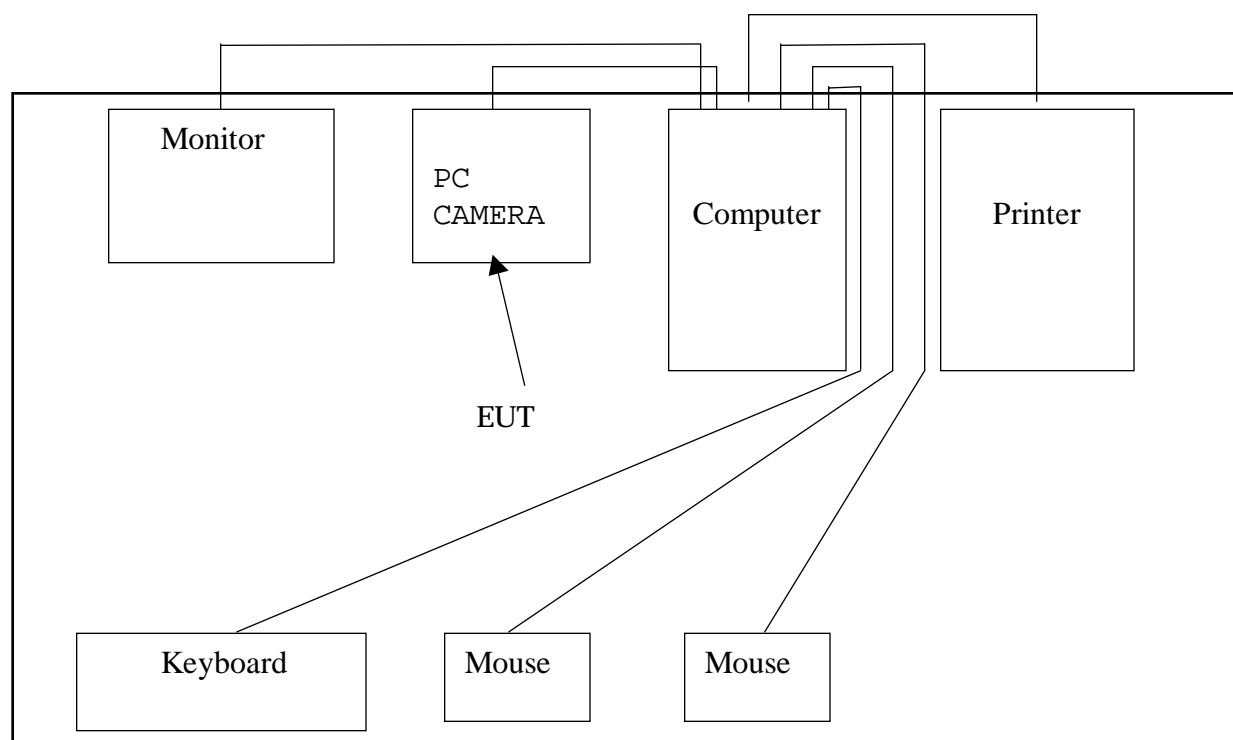 Monitor
PC
CAMERA
Computer
Printer
EUT
Keyboard
Mouse
Mouse